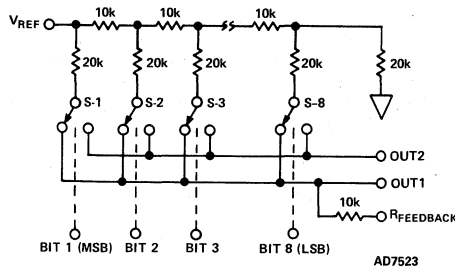 10k 10k 10k
VREF
20k 20k 20k 20k 20k
S-1 S-2 S-3 S-8
OUT2
OUT1
10k
RFEEDBACK
BIT 1 (MSB) BIT 2 BIT 3 BIT 8 (LSB)
AD7523